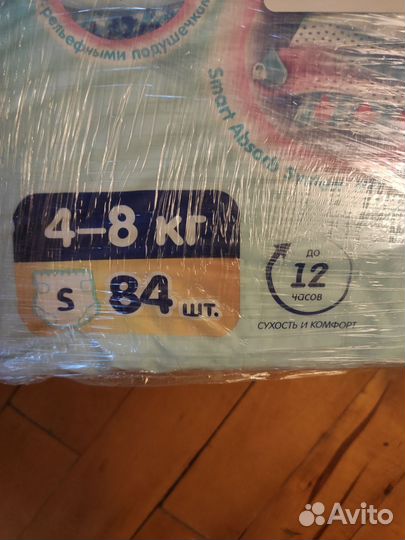 рельефными подушечками
Smart Absorb
4–8 кг
S 84 шт.
до
12
часов
СУХОСТЬ И КОМФОРТ
Avito